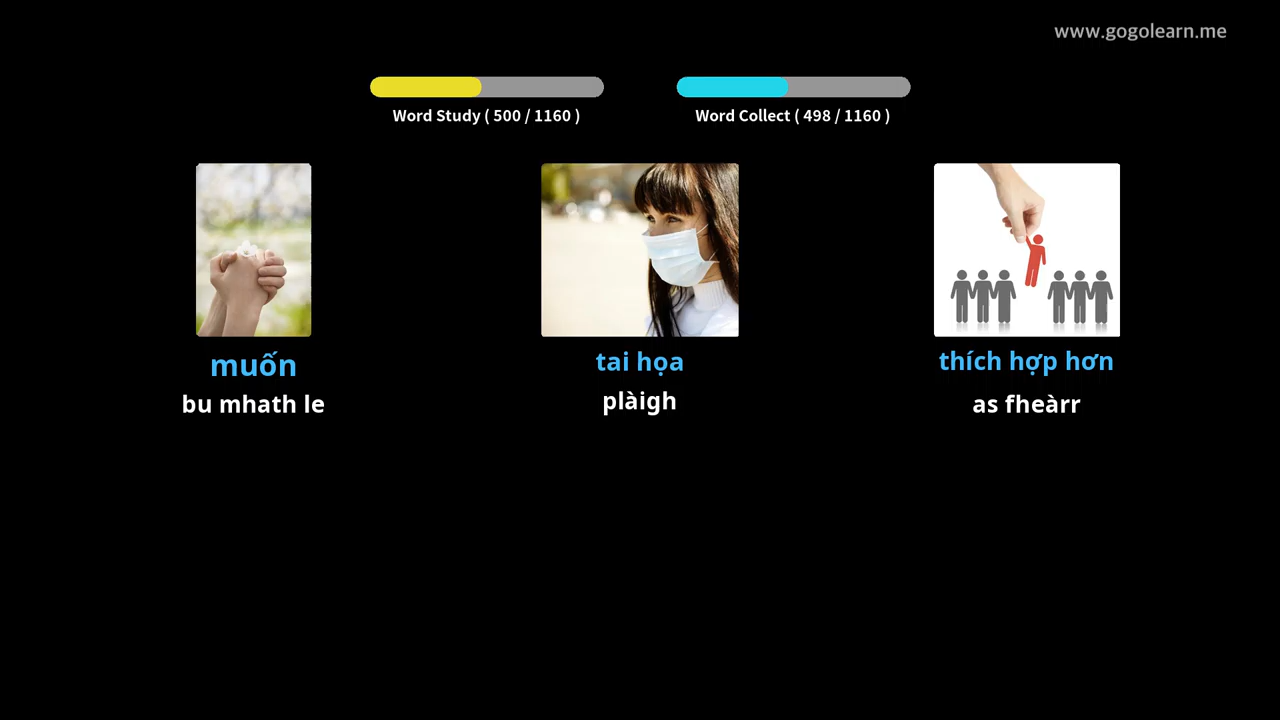 www.gogolearn.me
Word Study ( 500 / 1160 )
Word Collect ( 498 / 1160 )
muốn
bu mhath le
tai họa
plàigh
thích hợp hơn
as fheàrr